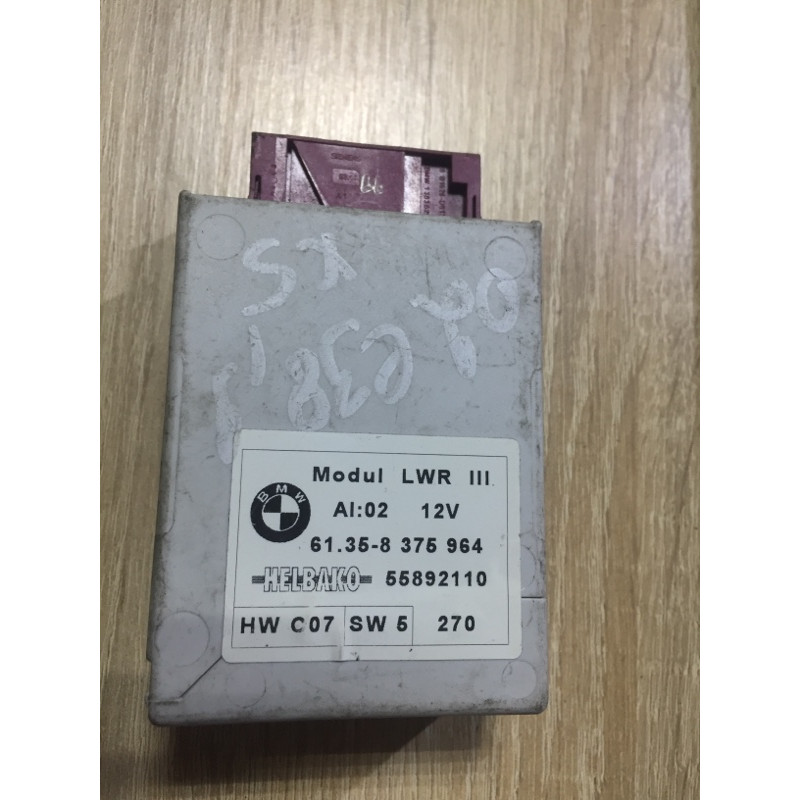 e38
Modul LWR III
BMW
AI:02 12V
61.35-8 375 964
HELBAKO 55892110
HW C07 SW 5 270